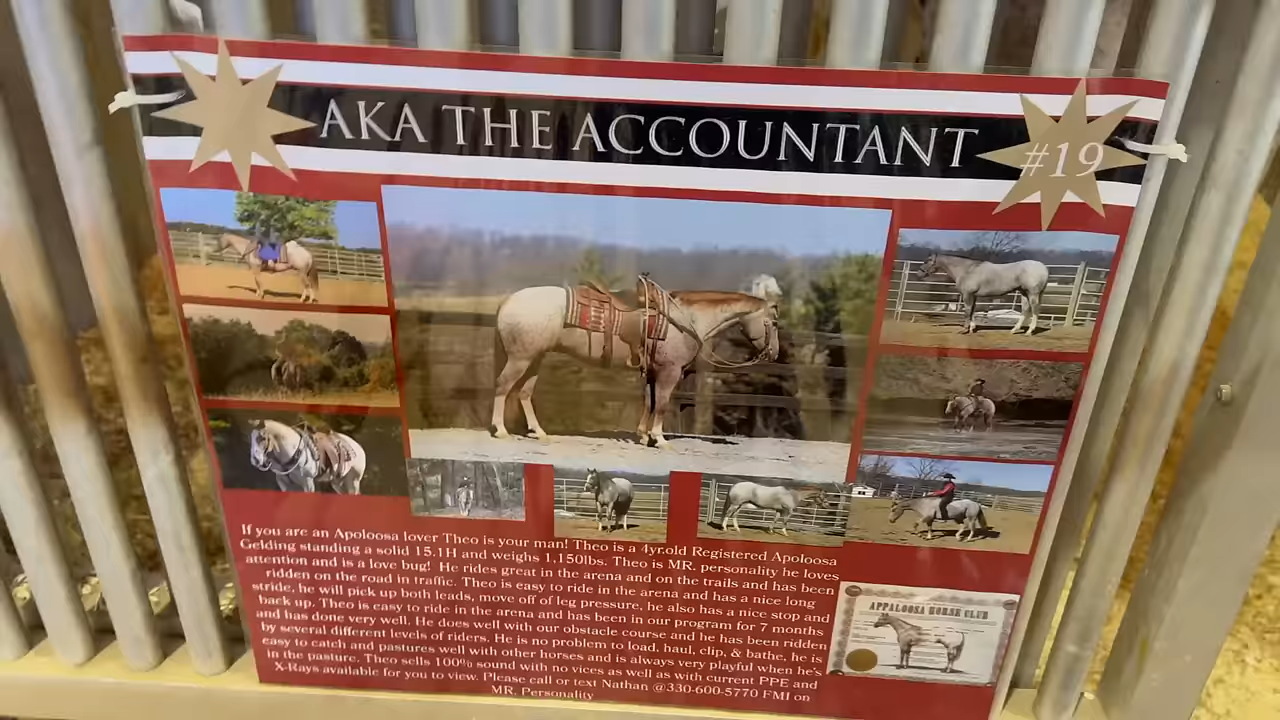 AKA THE ACCOUNTANT
#19
If you are an Apoloosa lover Theo is your man! Theo is a 4yr.old Registered Apoloosa
Gelding standing a solid 15.1H and weighs 1,150lbs. Theo is MR. personality he loves
attention and is a love bug! He rides great in the arena and on the trails and has been
ridden on the road in traffic. Theo is easy to ride in the arena and has a nice long
stride, he will pick up both leads, move off of leg pressure, he also has a nice stop and
back up. Theo is easy to ride in the arena and has been in our program for 7 months
and has done very well. He does well with our obstacle course and he has been ridden
by several different levels of riders. He is no problem to load, haul, clip, & bathe, he is
easy to catch and pastures well with other horses and is always very playful when he's
in the pasture. Theo sells 100% sound with no vices as well as with current PPE and
X-Rays available for you to view. Please call or text Nathan @330-600-5770 FMI on
MR. Personality
APPALOOSA HORSE CLUB